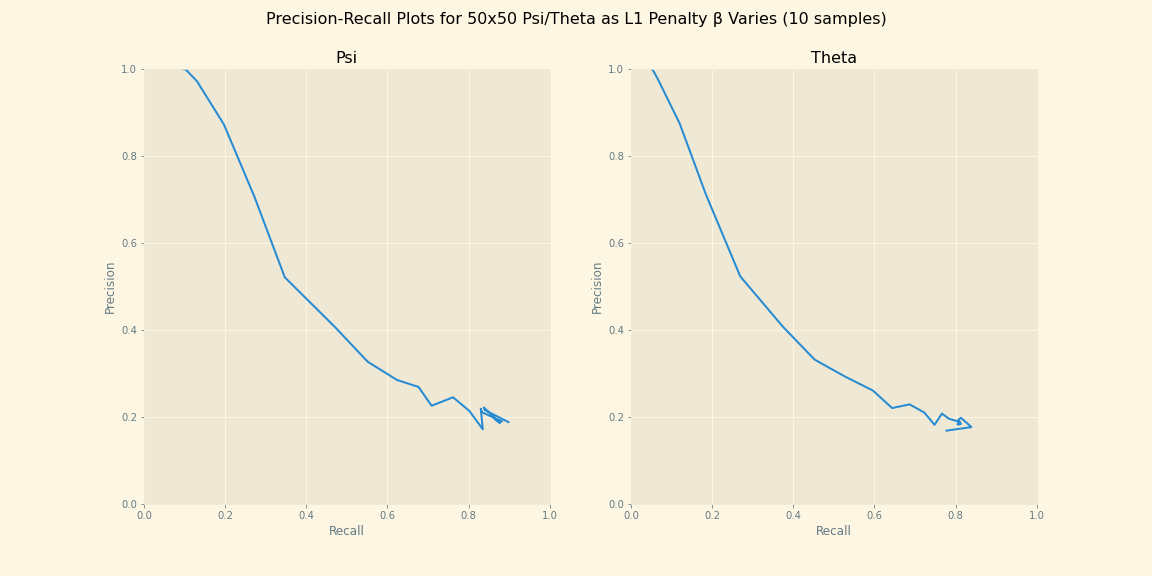 Precision-Recall Plots for 50x50 Psi/Theta as L1 Penalty β Varies (10 samples)
Psi
Theta
1.0
0.8
0.6
0.4
0.2
0.0
Precision
0.0 0.2 0.4 0.6 0.8 1.0
Recall
1.0
0.8
0.6
0.4
0.2
0.0
Precision
0.0 0.2 0.4 0.6 0.8 1.0
Recall